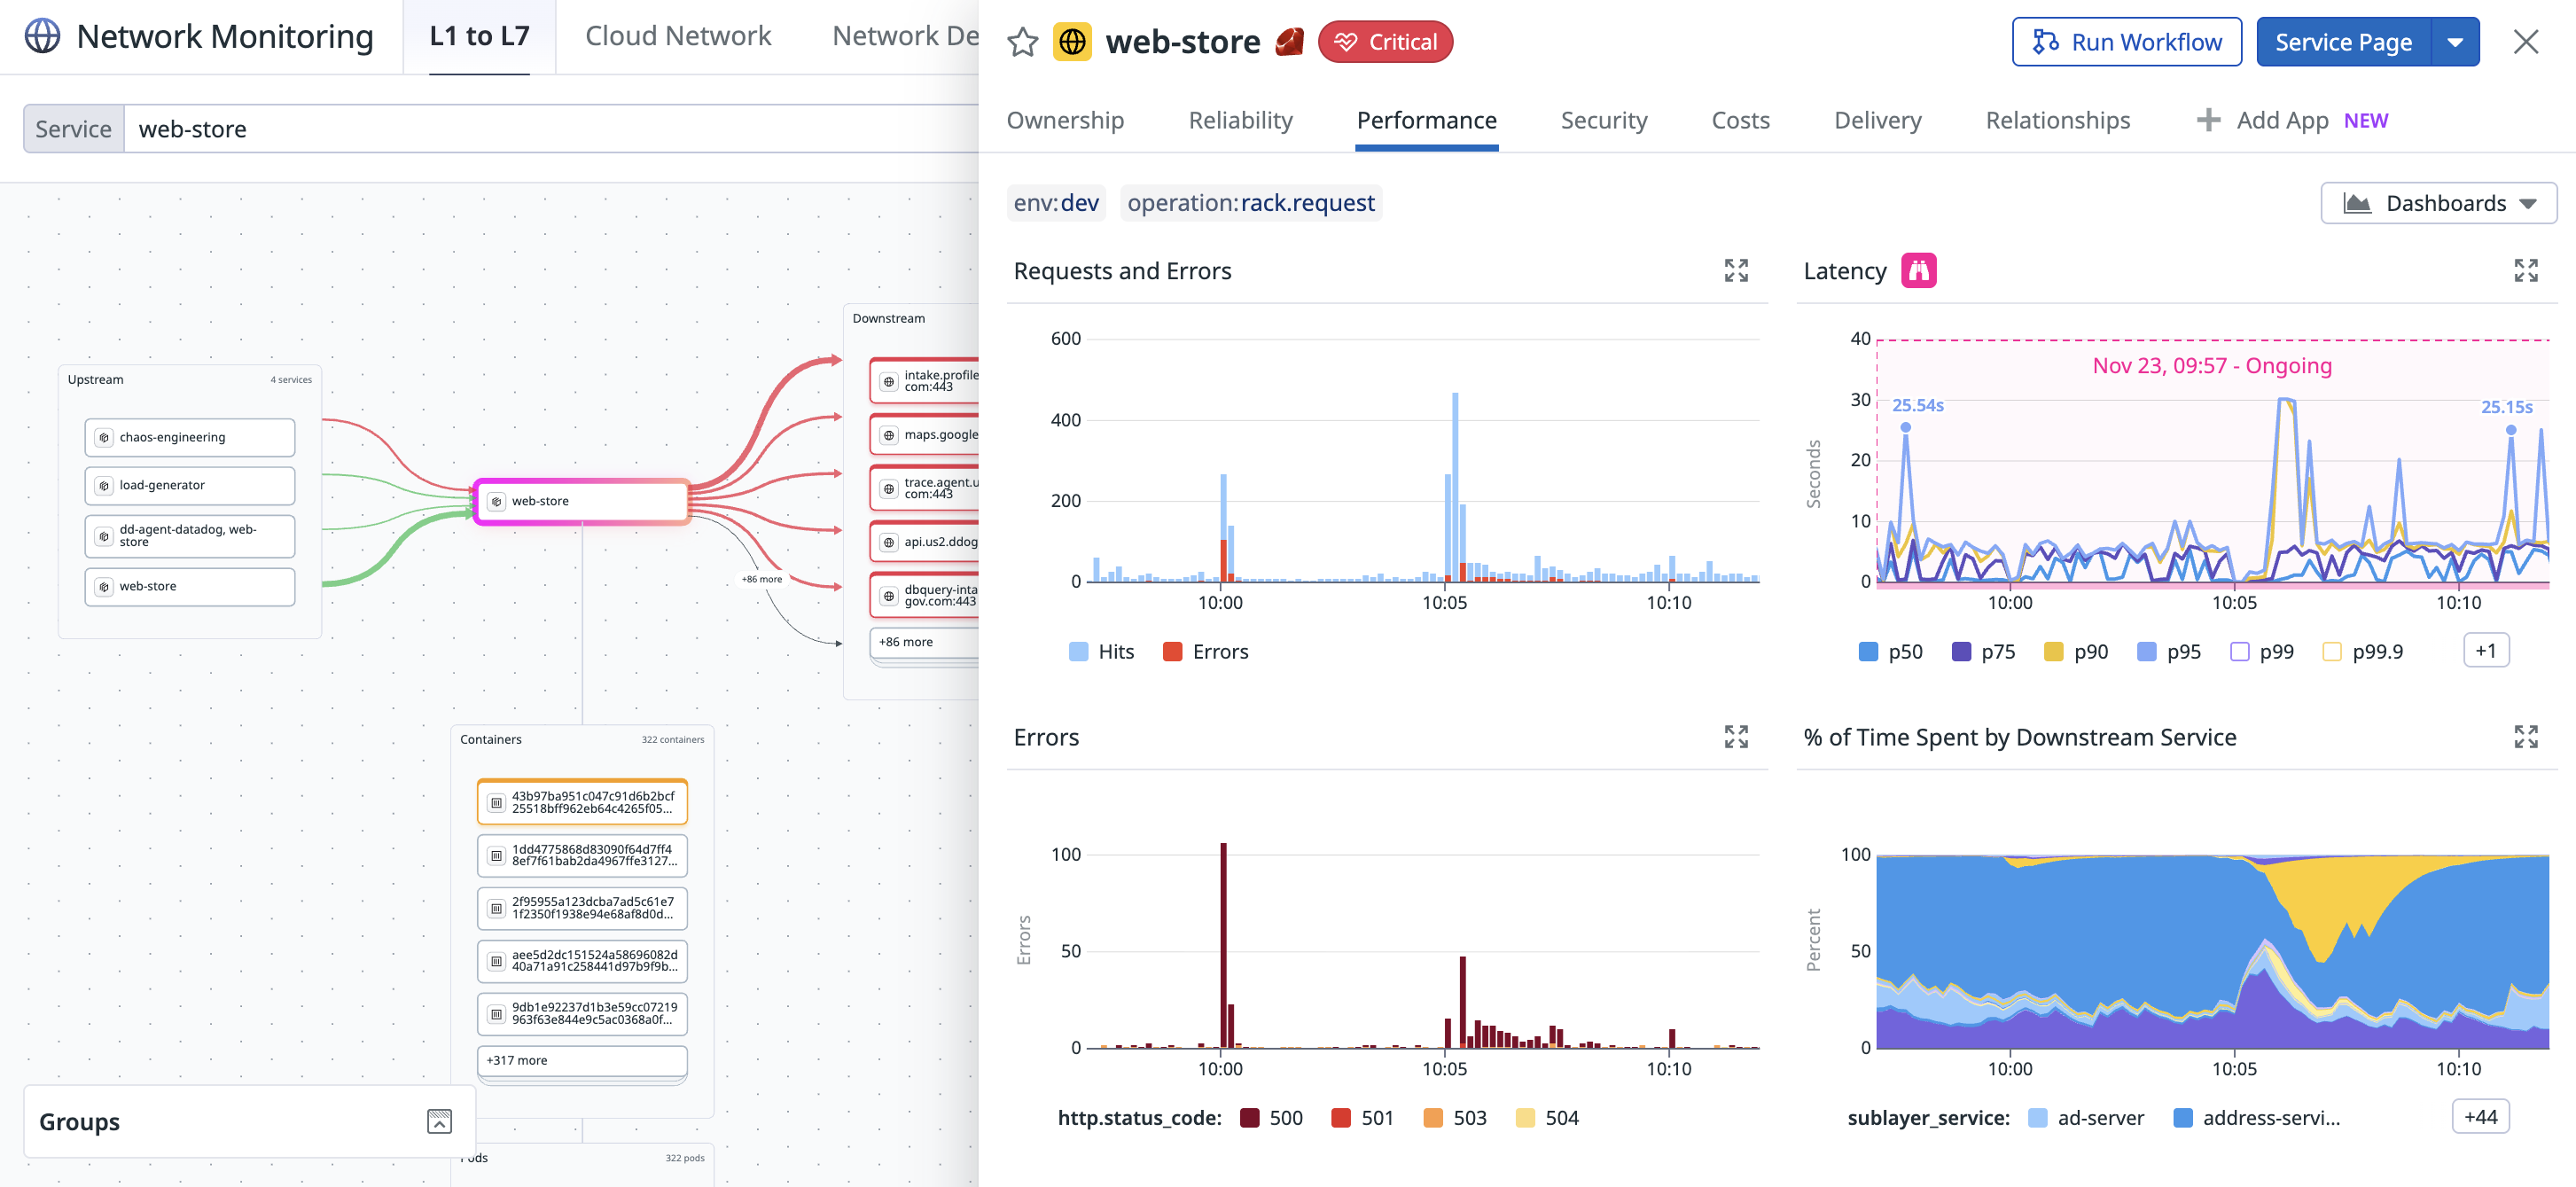 Network Monitoring
L1 to L7
Cloud Network
Network De
Service
web-store
Upstream
4 services
chaos-engineering
load-generator
dd-agent-datadog, web-
store
web-store
web-store
+86 more
Downstream
intake.profile
com:443
maps.google
trace.agent.u
com:443
api.us2.ddog
dbquery-inta
gov.com:443
+86 more
Containers
322 containers
43b97ba951c047c91d6b2bcf
25518bff962eb64c4265f05...
1dd4775868d83090f64d7ff4
8ef7f61bab2da4967ffe3127...
2f95955a123dcba7ad5c61e7
1f2350f1938e94e68af8d0d...
aee5d2dc151524a58696082d
40a71a91c258441d97b9f9b...
9db1e92237d1b3e59cc07219
963f63e844e9c5ac0368a0f...
+317 more
Groups
322 pods
web-store
Critical
Run Workflow
Service Page
Ownership
Reliability
Performance
Security
Costs
Delivery
Relationships
Add App
NEW
env:dev
operation:rack.request
Dashboards
Requests and Errors
600
400
200
0
10:00
10:05
10:10
Hits
Errors
Latency
Seconds
40
30
20
10
0
Nov 23, 09:57 - Ongoing
25.54s
25.15s
10:00
10:05
10:10
p50
p75
p90
p95
p99
p99.9
+1
Errors
Errors
100
50
0
10:00
10:05
10:10
http.status_code:
500
501
503
504
% of Time Spent by Downstream Service
Percent
100
50
0
10:00
10:05
10:10
sublayer_service:
ad-server
address-servi...
+44